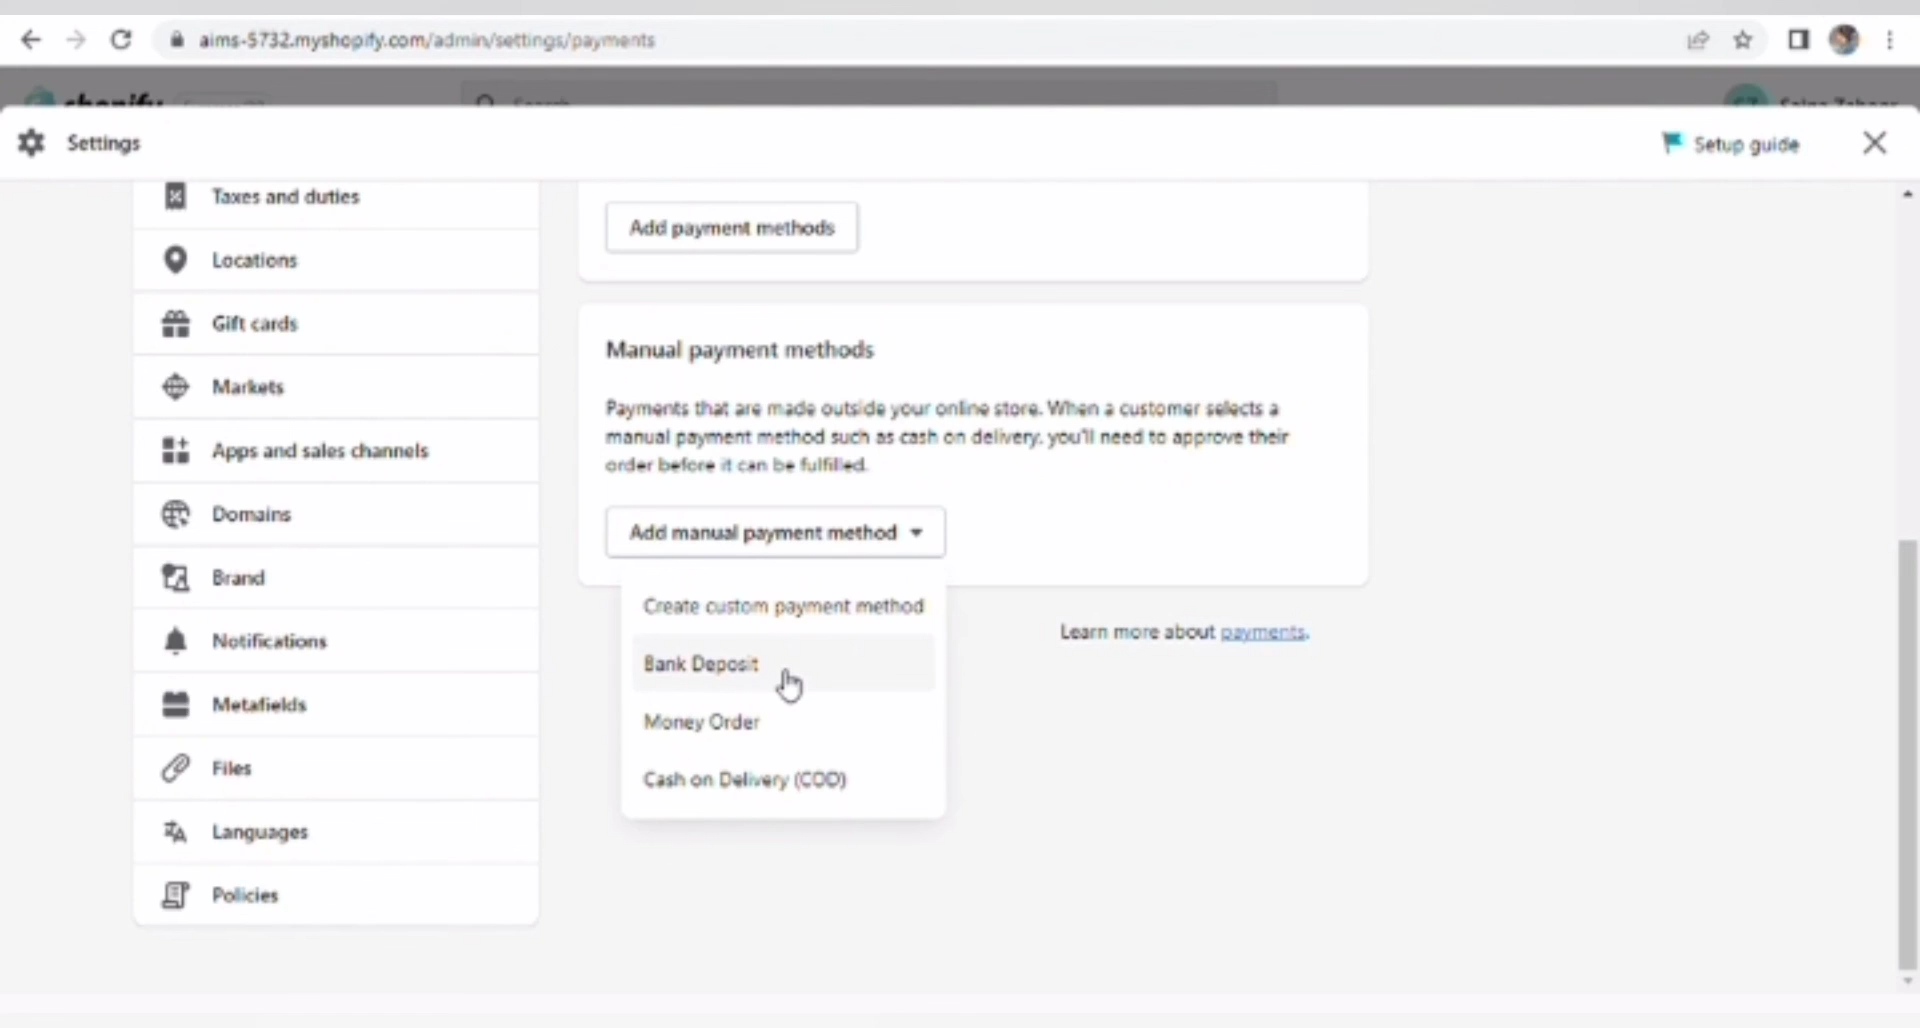 aims-5732.myshopify.com/admin/settings/payments
shopify
Search
Settings
Setup guide
Taxes and duties
Locations
Gift cards
Markets
Apps and sales channels
Domains
Brand
Notifications
Metafields
Files
Languages
Policies
Add payment methods
Manual payment methods
Payments that are made outside your online store. When a customer selects a
manual payment method such as cash on delivery, you'll need to approve their
order before it can be fulfilled.
Add manual payment method
Create custom payment method
Bank Deposit
Money Order
Cash on Delivery (COD)
Learn more about payments.